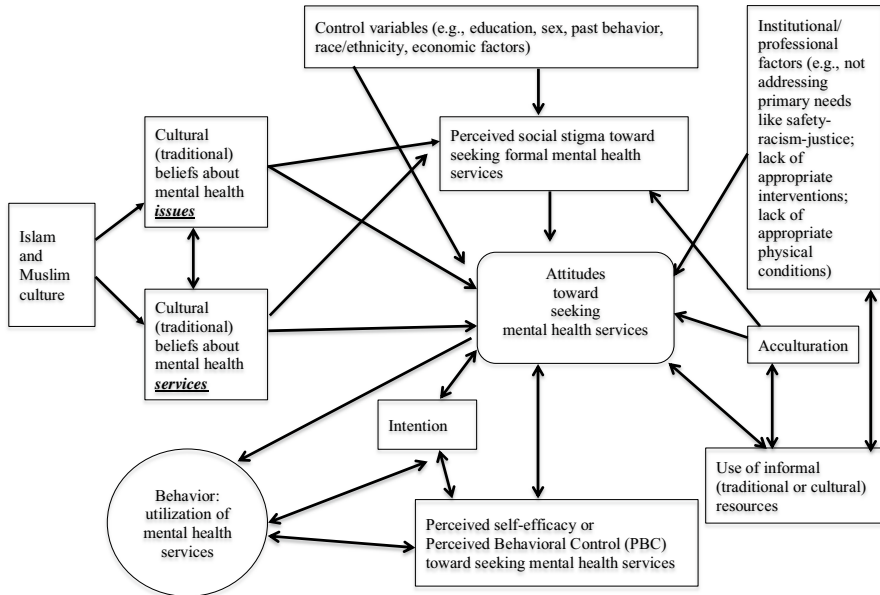 Control variables (e.g., education, sex, past behavior,
race/ethnicity, economic factors)
Institutional/
professional
factors (e.g., not
addressing
primary needs
like safety-
racism-justice;
lack of
appropriate
interventions;
lack of
appropriate
physical
conditions)
Cultural
(traditional)
beliefs about
mental health
issues
Perceived social stigma toward
seeking formal mental health
services
Islam
and
Muslim
culture
Attitudes
toward
seeking
mental health services
Cultural
(traditional)
beliefs about
mental health
services
Acculturation
Intention
Use of informal
(traditional or cultural)
resources
Behavior:
utilization of
mental health
services
Perceived self-efficacy or
Perceived Behavioral Control (PBC)
toward seeking mental health services